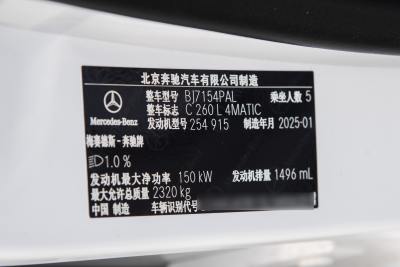 北京奔驰汽车有限公司制造
整车型号 BJ7154PAL 乘坐人数 5
整车标志 C 260 L 4MATIC
Mercedes-Benz 发动机型号 254 915 制造年月 2025-01
梅赛德斯-奔驰牌
1.0 %
发动机最大净功率 150 kW 发动机排量 1496 mL
最大允许总质量 2320 kg
中国 制造 车辆识别代号